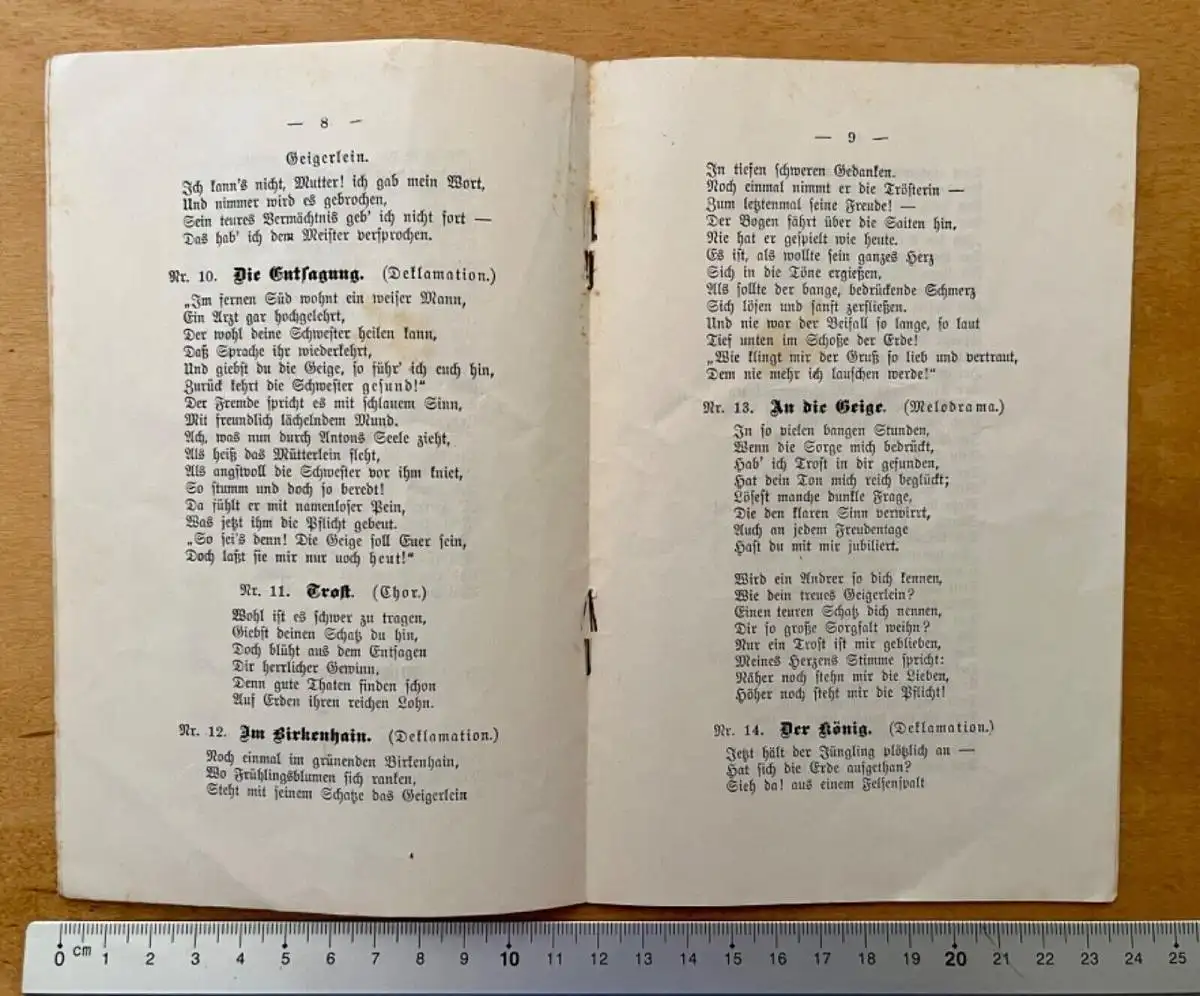 — 8 —
Geigerlein.
Ich kann's nicht, Mutter! ich gab mein Wort,
Und nimmer wird es gebrochen,
Sein teures Vermächtnis geb' ich nicht fort —
Das hab' ich dem Meister versprochen.
Nr. 10. Die Entsagung. (Deklamation.)
„Im fernen Süd wohnt ein weiser Mann,
Ein Arzt gar hochgelehrt,
Der wohl deine Schwester heilen kann,
Daß Sprache ihr wiederkehrt,
Und giebst du die Geige, so führ' ich euch hin,
Zurück kehrt die Schwester gesund!“
Der Fremde spricht es mit schlauem Sinn,
Mit freundlich lächelndem Mund.
Ach, was nun durch Antons Seele zieht,
Als heiß das Mütterlein fleht,
Als angstvoll die Schwester vor ihm kniet,
So stumm und doch so beredt!
Da fühlt er mit namenloser Pein,
Was jetzt ihm die Pflicht gebeut.
„So sei's denn! Die Geige soll Euer sein,
Doch laßt sie mir nur uoch heut!“
Nr. 11. Trost. (Chor.)
Wohl ist es schwer zu tragen,
Giebst deinen Schatz du hin,
Doch blüht aus dem Entsagen
Dir herrlicher Gewinn,
Denn gute Thaten finden schon
Auf Erden ihren reichen Lohn.
Nr. 12. Im Birkenhain. (Deklamation.)
Noch einmal im grünenden Birkenhain,
Wo Frühlingsblumen sich ranken,
Steht mit seinem Schatze das Geigerlein
— 9 —
In tiefen schweren Gedanken.
Noch einmal nimmt er die Trösterin —
Zum letztenmal seine Freude! —
Der Bogen fährt über die Saiten hin,
Nie hat er gespielt wie heute.
Es ist, als wollte sein ganzes Herz
Sich in die Töne ergießen,
Als sollte der bange, bedrückende Schmerz
Sich lösen und sanft zerfließen.
Und nie war der Beifall so lange, so laut
Tief unten im Schoße der Erde!
„Wie klingt mir der Gruß so lieb und vertraut,
Dem nie mehr ich lauschen werde!“
Nr. 13. An die Geige. (Melodrama.)
In so vielen bangen Stunden,
Wenn die Sorge mich bedrückt,
Hab' ich Trost in dir gefunden,
Hat dein Ton mich reich beglückt;
Lösest manche dunkle Frage,
Die den klaren Sinn verwirrt,
Auch an jedem Freudentage
Hast du mit mir jubiliert.
Wird ein Andrer so dich kennen,
Wie dein treues Geigerlein?
Einen teuren Schatz dich nennen,
Dir so große Sorgfalt weihn?
Nur ein Trost ist mir geblieben,
Meines Herzens Stimme spricht:
Näher noch stehn mir die Lieben,
Höher noch steht mir die Pflicht!
Nr. 14. Der König. (Deklamation.)
Jetzt hält der Jüngling plötzlich an —
Hat sich die Erde aufgethan?
Sieh da! aus einem Felsenspalt
0 cm 1 2 3 4 5 6 7 8 9 10 11 12 13 14 15 16 17 18 19 20 21 22 23 24 25